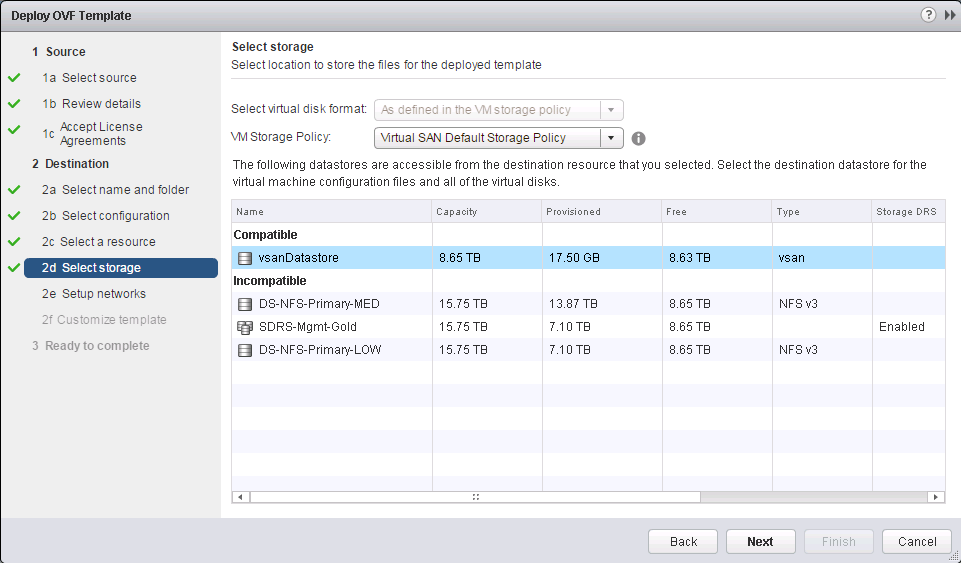 Deploy OVF Template
?
1 Source
1a Select source
1b Review details
1c Accept License
Agreements
2 Destination
2a Select name and folder
2b Select configuration
2c Select a resource
2d Select storage
2e Setup networks
2f Customize template
3 Ready to complete
Select storage
Select location to store the files for the deployed template
Select virtual disk format: As defined in the VM storage policy
VM Storage Policy: Virtual SAN Default Storage Policy
The following datastores are accessible from the destination resource that you selected. Select the destination datastore for the
virtual machine configuration files and all of the virtual disks.
Name Capacity Provisioned Free Type Storage DRS
Compatible
vsanDatastore 8.65 TB 17.50 GB 8.63 TB vsan
Incompatible
DS-NFS-Primary-MED 15.75 TB 13.87 TB 8.65 TB NFS v3
SDRS-Mgmt-Gold 15.75 TB 7.10 TB 8.65 TB Enabled
DS-NFS-Primary-LOW 15.75 TB 7.10 TB 8.65 TB NFS v3
Back Next Finish Cancel